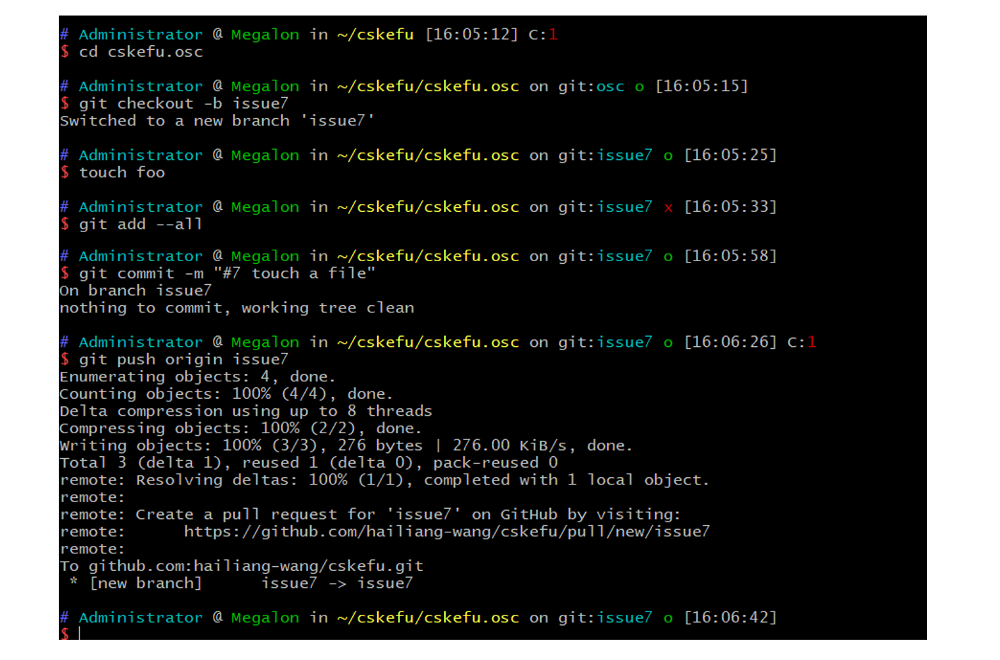 # Administrator @ Megalon in ~/cskefu [16:05:12] C:1
$ cd cskefu.osc
# Administrator @ Megalon in ~/cskefu/cskefu.osc on git:osc o [16:05:15]
$ git checkout -b issue7
Switched to a new branch 'issue7'
# Administrator @ Megalon in ~/cskefu/cskefu.osc on git:issue7 o [16:05:25]
$ touch foo
# Administrator @ Megalon in ~/cskefu/cskefu.osc on git:issue7 x [16:05:33]
$ git add --all
# Administrator @ Megalon in ~/cskefu/cskefu.osc on git:issue7 o [16:05:58]
$ git commit -m "#7 touch a file"
On branch issue7
nothing to commit, working tree clean
# Administrator @ Megalon in ~/cskefu/cskefu.osc on git:issue7 o [16:06:26] C:1
$ git push origin issue7
Enumerating objects: 4, done.
Counting objects: 100% (4/4), done.
Delta compression using up to 8 threads
Compressing objects: 100% (2/2), done.
Writing objects: 100% (3/3), 276 bytes | 276.00 KiB/s, done.
Total 3 (delta 1), reused 1 (delta 0), pack-reused 0
remote: Resolving deltas: 100% (1/1), completed with 1 local object.
remote:
remote: Create a pull request for 'issue7' on GitHub by visiting:
remote:      https://github.com/hailiang-wang/cskefu/pull/new/issue7
remote:
To github.com:hailiang-wang/cskefu.git
 * [new branch]      issue7 -> issue7
# Administrator @ Megalon in ~/cskefu/cskefu.osc on git:issue7 o [16:06:42]
$